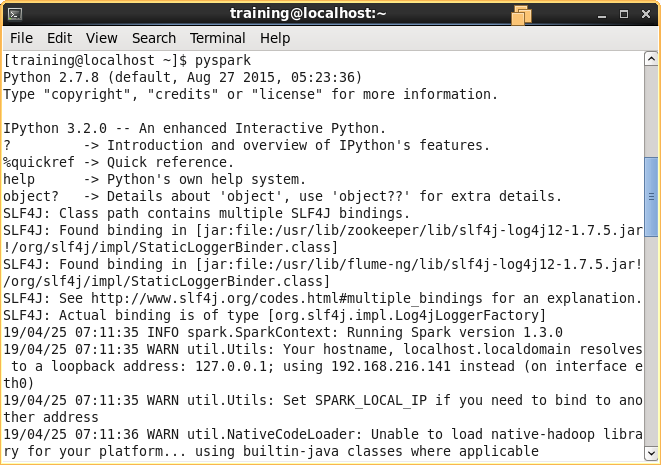 training@localhost:~
File Edit View Search Terminal Help
[training@localhost ~]$ pyspark
Python 2.7.8 (default, Aug 27 2015, 05:23:36)
Type "copyright", "credits" or "license" for more information.
IPython 3.2.0 -- An enhanced Interactive Python.
?         -> Introduction and overview of IPython's features.
%quickref -> Quick reference.
help      -> Python's own help system.
object?   -> Details about 'object', use 'object??' for extra details.
SLF4J: Class path contains multiple SLF4J bindings.
SLF4J: Found binding in [jar:file:/usr/lib/zookeeper/lib/slf4j-log4j12-1.7.5.jar
!/org/slf4j/impl/StaticLoggerBinder.class]
SLF4J: Found binding in [jar:file:/usr/lib/flume-ng/lib/slf4j-log4j12-1.7.5.jar!
/org/slf4j/impl/StaticLoggerBinder.class]
SLF4J: See http://www.slf4j.org/codes.html#multiple_bindings for an explanation.
SLF4J: Actual binding is of type [org.slf4j.impl.Log4jLoggerFactory]
19/04/25 07:11:35 INFO spark.SparkContext: Running Spark version 1.3.0
19/04/25 07:11:35 WARN util.Utils: Your hostname, localhost.localdomain resolves
 to a loopback address: 127.0.0.1; using 192.168.216.141 instead (on interface e
th0)
19/04/25 07:11:35 WARN util.Utils: Set SPARK_LOCAL_IP if you need to bind to ano
ther address
19/04/25 07:11:36 WARN util.NativeCodeLoader: Unable to load native-hadoop libra
ry for your platform... using builtin-java classes where applicable